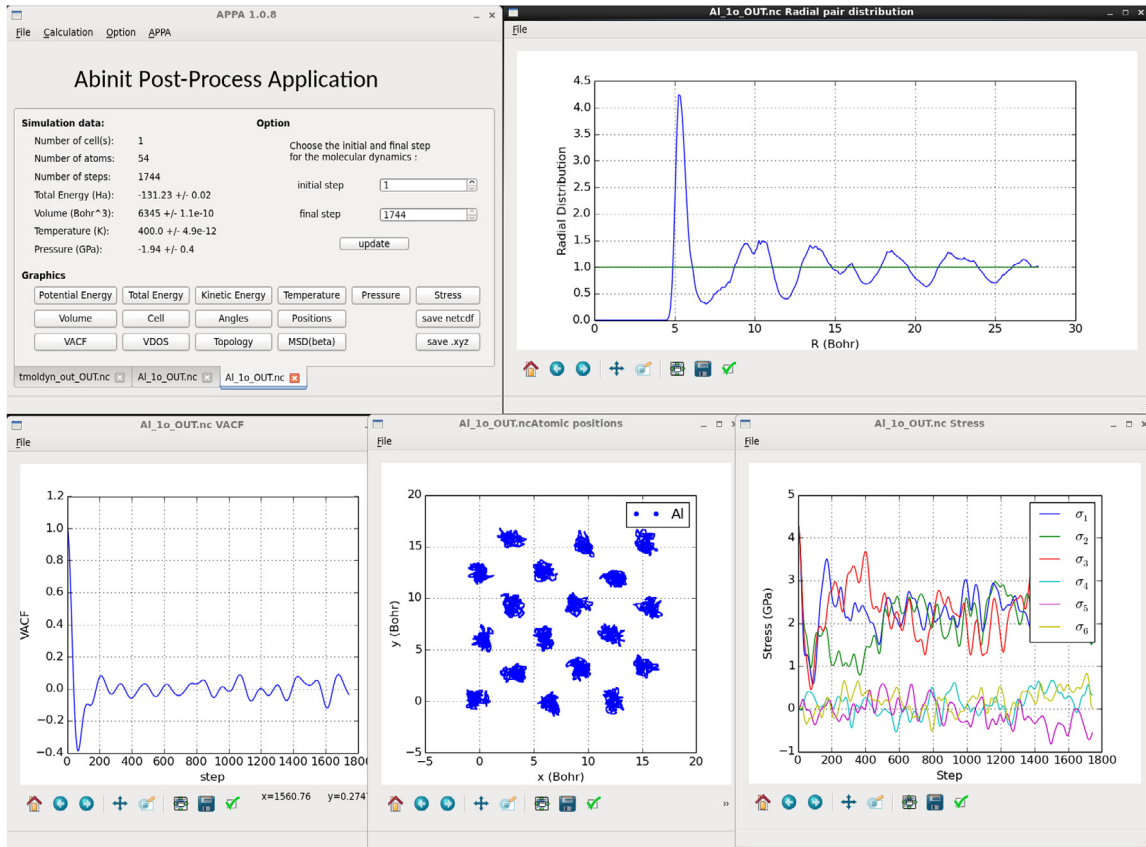 APPA 1.0.8
File Calculation Option APPA
Abinit Post-Process Application
Simulation data:
Number of cell(s): 1
Number of atoms: 54
Number of steps: 1744
Total Energy (Ha): -131.23 +/- 0.02
Volume (Bohr^3): 6345 +/- 1.1e-10
Temperature (K): 400.0 +/- 4.9e-12
Pressure (GPa): -1.94 +/- 0.4
Option
Choose the initial and final step
for the molecular dynamics :
initial step 1
final step 1744
update
Graphics
Potential Energy Total Energy Kinetic Energy Temperature Pressure Stress
Volume Cell Angles Positions save netcdf
VACF VDOS Topology MSD(beta) save .xyz
tmoldyn_out_OUT.nc Al_1o_OUT.nc Al_1o_OUT.nc
Al_1o_OUT.nc Radial pair distribution
File
4.5
4.0
3.5
3.0
2.5
2.0
1.5
1.0
0.5
0.0
Radial Distribution
0 5 10 15 20 25 30
R (Bohr)
Al_1o_OUT.nc VACF
File
1.2
1.0
0.8
0.6
0.4
0.2
0.0
−0.2
−0.4
VACF
0 200 400 600 800 1000 1200 1400 1600 1800
step
x=1560.76 y=0.274
Al_1o_OUT.ncAtomic positions
File
20
15
10
5
0
−5
y (Bohr)
Al
−5 0 5 10 15 20
x (Bohr)
»
Al_1o_OUT.nc Stress
File
5
4
3
2
1
0
−1
Stress (GPa)
σ1
σ2
σ3
σ4
σ5
σ6
0 200 400 600 800 1000 1200 1400 1600 1800
Step